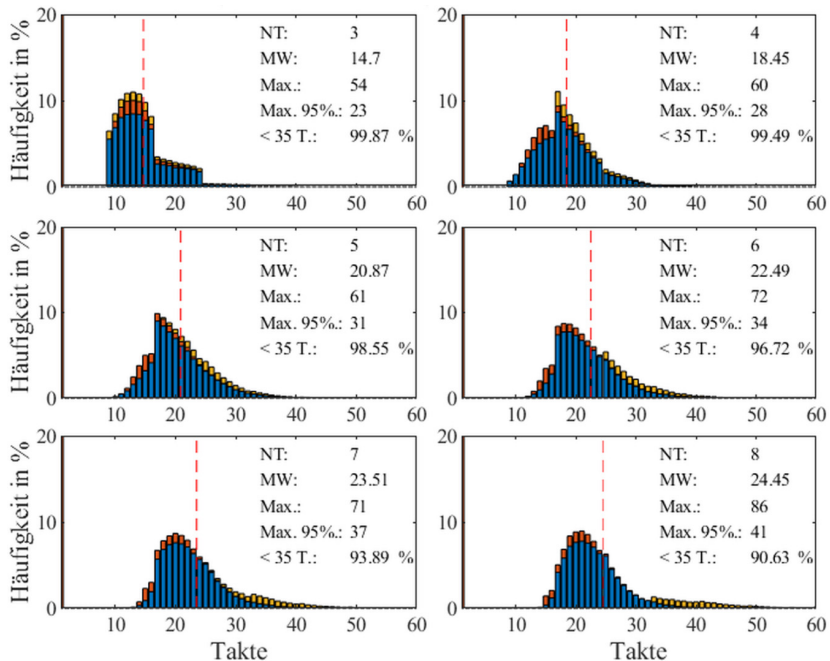 Häufigkeit in %
20
10
0
10
20
30
40
50
60
NT: 3
MW: 14.7
Max.: 54
Max. 95%.: 23
< 35 T.: 99.87 %
20
10
0
10
20
30
40
50
60
NT: 4
MW: 18.45
Max.: 60
Max. 95%.: 28
< 35 T.: 99.49 %
Häufigkeit in %
20
10
0
10
20
30
40
50
60
NT: 5
MW: 20.87
Max.: 61
Max. 95%.: 31
< 35 T.: 98.55 %
20
10
0
10
20
30
40
50
60
NT: 6
MW: 22.49
Max.: 72
Max. 95%.: 34
< 35 T.: 96.72 %
Häufigkeit in %
20
10
0
10
20
30
40
50
60
NT: 7
MW: 23.51
Max.: 71
Max. 95%.: 37
< 35 T.: 93.89 %
Takte
20
10
0
10
20
30
40
50
60
NT: 8
MW: 24.45
Max.: 86
Max. 95%.: 41
< 35 T.: 90.63 %
Takte